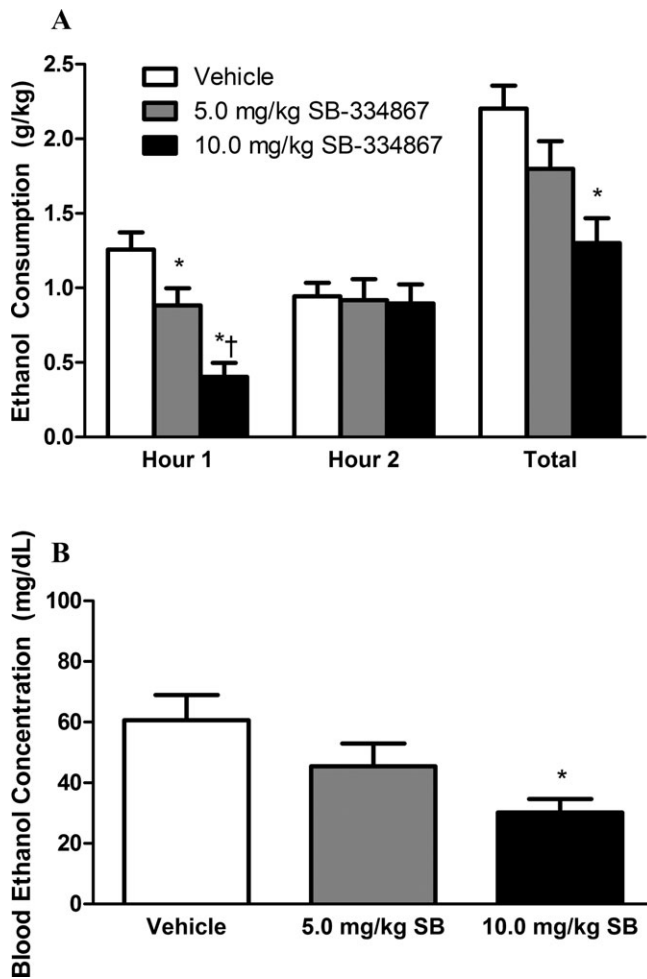 A
Ethanol Consumption (g/kg)
2.5
2.0
1.5
1.0
0.5
0.0
Vehicle
5.0 mg/kg SB-334867
10.0 mg/kg SB-334867
*
*†
*
Hour 1 Hour 2 Total
B
Blood Ethanol Concentration (mg/dL)
100
80
60
40
20
0
*
Vehicle 5.0 mg/kg SB 10.0 mg/kg SB